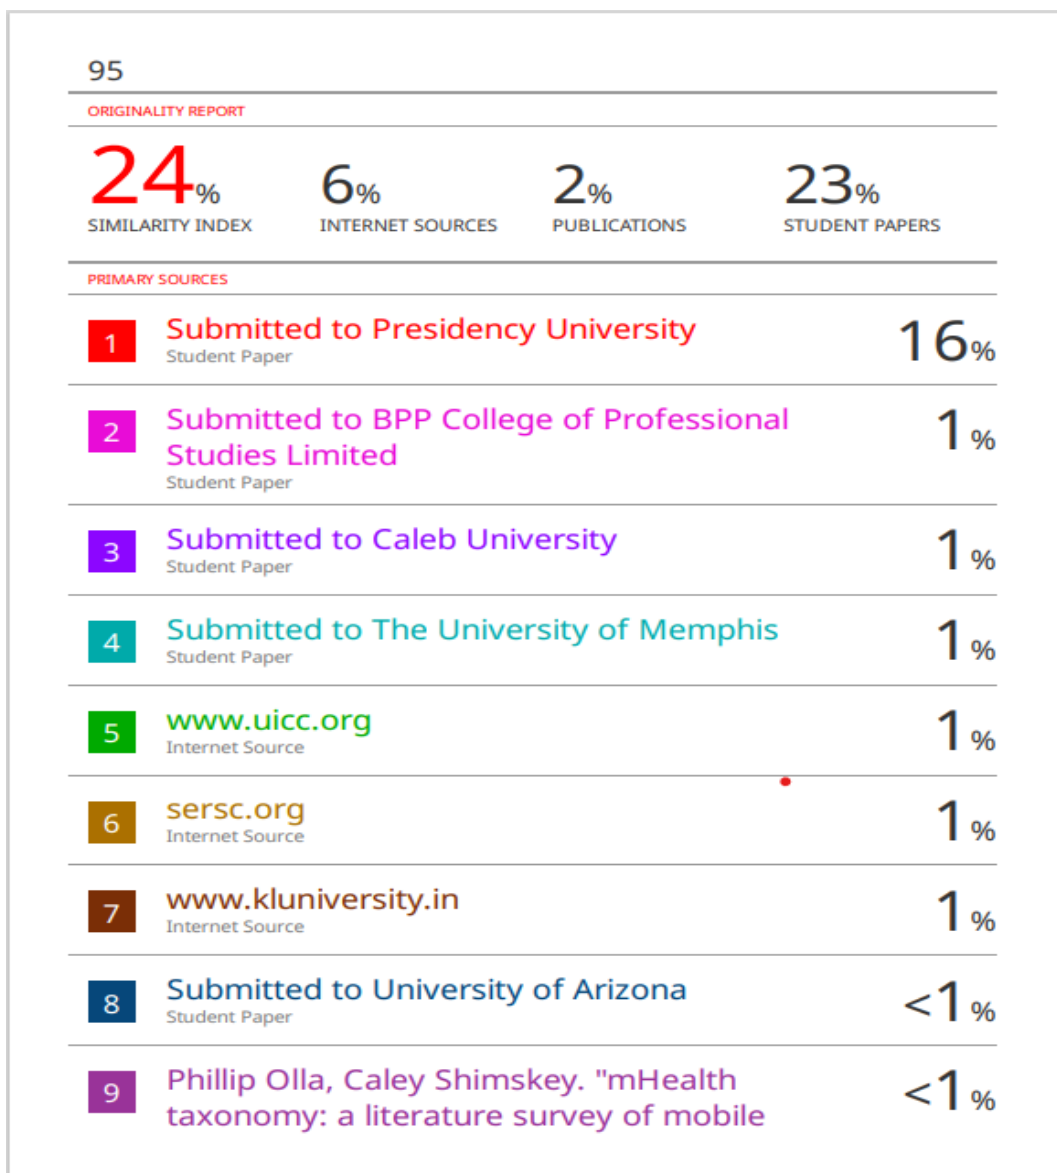 95
ORIGINALITY REPORT
24% 6% 2% 23%
SIMILARITY INDEX INTERNET SOURCES PUBLICATIONS STUDENT PAPERS
PRIMARY SOURCES
1 Submitted to Presidency University 16%
Student Paper
2 Submitted to BPP College of Professional 1%
Studies Limited
Student Paper
3 Submitted to Caleb University 1%
Student Paper
4 Submitted to The University of Memphis 1%
Student Paper
5 www.uicc.org 1%
Internet Source
6 sersc.org 1%
Internet Source
7 www.kluniversity.in 1%
Internet Source
8 Submitted to University of Arizona <1%
Student Paper
9 Phillip Olla, Caley Shimskey. "mHealth <1%
taxonomy: a literature survey of mobile